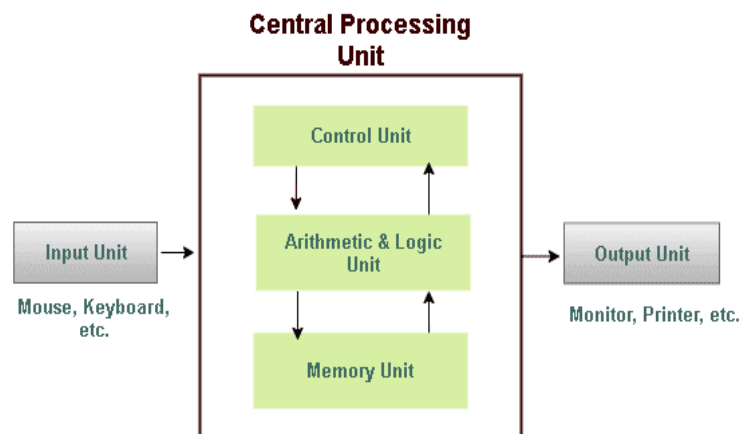 Central Processing
Unit
Control Unit
Arithmetic & Logic
Unit
Memory Unit
Input Unit
Mouse, Keyboard,
etc.
Output Unit
Monitor, Printer, etc.